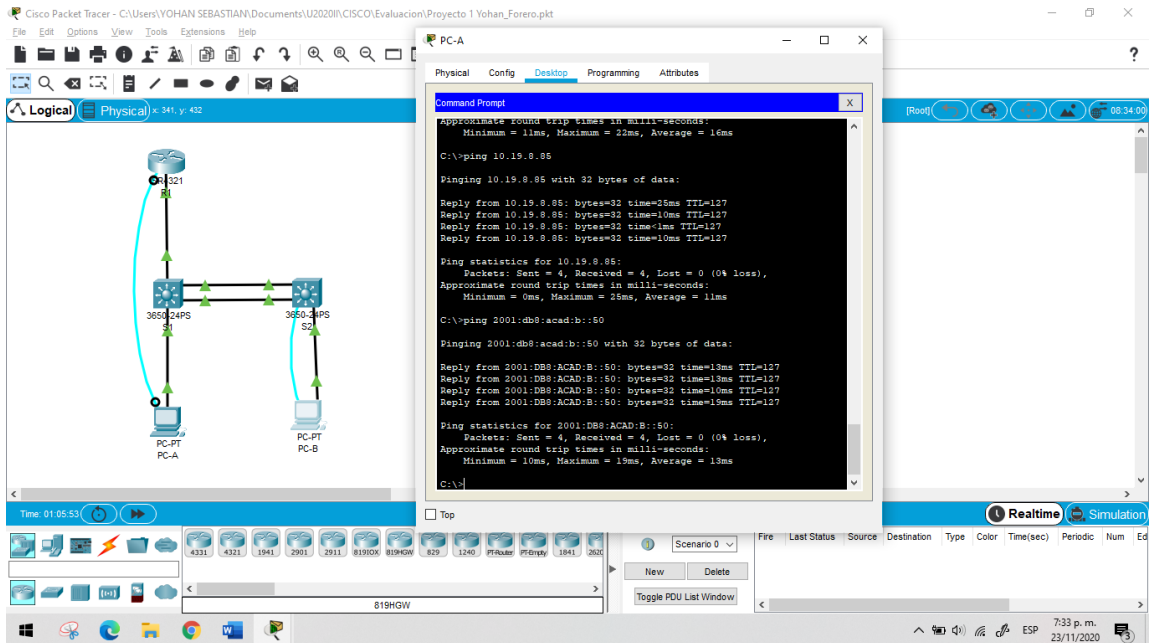 Cisco Packet Tracer - C:\Users\YOHAN SEBASTIAN\Documents\U2020II\CISCO\Evaluacion\Proyecto 1 Yohan_Forero.pkt
File Edit Options View Tools Extensions Help
?
Logical
Physical
x: 341, y: 432
[Root]
08:34:00
R1
3650-24PS
S1
3650-24PS
S2
PC-PT
PC-A
PC-PT
PC-B
PC-A
Physical Config Desktop Programming Attributes
Command Prompt
X
Approximate round trip times in milli-seconds:
Minimum = 11ms, Maximum = 22ms, Average = 16ms
C:\>ping 10.19.8.85
Pinging 10.19.8.85 with 32 bytes of data:
Reply from 10.19.8.85: bytes=32 time=25ms TTL=127
Reply from 10.19.8.85: bytes=32 time=10ms TTL=127
Reply from 10.19.8.85: bytes=32 time<1ms TTL=127
Reply from 10.19.8.85: bytes=32 time=10ms TTL=127
Ping statistics for 10.19.8.85:
Packets: Sent = 4, Received = 4, Lost = 0 (0% loss),
Approximate round trip times in milli-seconds:
Minimum = 0ms, Maximum = 25ms, Average = 11ms
C:\>ping 2001:db8:acad:b::50
Pinging 2001:db8:acad:b::50 with 32 bytes of data:
Reply from 2001:DB8:ACAD:B::50: bytes=32 time=13ms TTL=127
Reply from 2001:DB8:ACAD:B::50: bytes=32 time=13ms TTL=127
Reply from 2001:DB8:ACAD:B::50: bytes=32 time=10ms TTL=127
Reply from 2001:DB8:ACAD:B::50: bytes=32 time=19ms TTL=127
Ping statistics for 2001:DB8:ACAD:B::50:
Packets: Sent = 4, Received = 4, Lost = 0 (0% loss),
Approximate round trip times in milli-seconds:
Minimum = 10ms, Maximum = 19ms, Average = 13ms
C:\>
Top
Time: 01:05:53
Realtime
Simulation
4331 4321 1941 2901 2911 819IOX 819HGW 829 1240 PT-Router PT-Empty 1841 2620
819HGW
Scenario 0
New Delete
Toggle PDU List Window
Fire Last Status Source Destination Type Color Time(sec) Periodic Num Ed
ESP
7:33 p. m.
23/11/2020
3